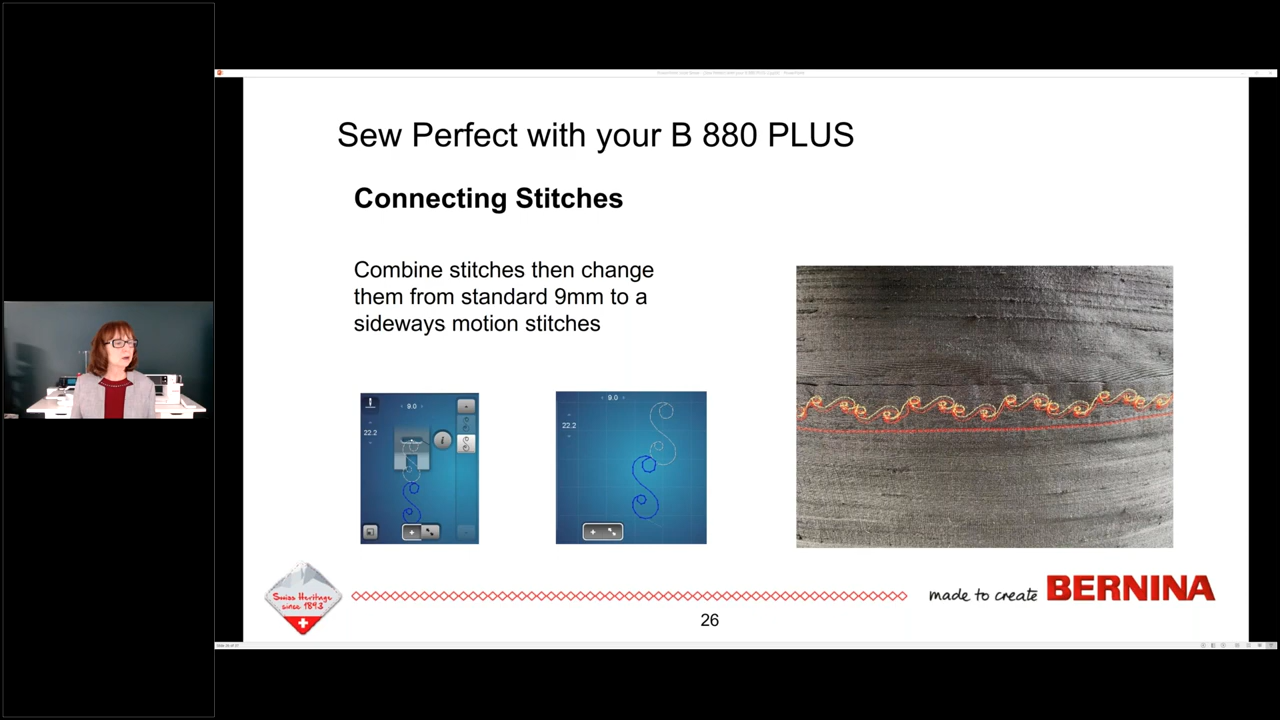 Sew Perfect with your B 880 PLUS
Connecting Stitches
Combine stitches then change
them from standard 9mm to a
sideways motion stitches
9.0
22.2
i
9.0
22.2
Swiss Heritage
since 1893
made to create BERNINA
26